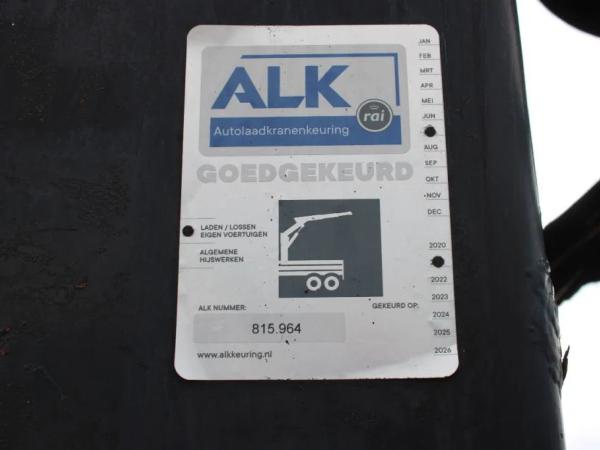 ALK
rai
Autolaadkranenkeuring
GOEDGEKEURD
LADEN / LOSSEN
EIGEN VOERTUIGEN
ALGEMENE
HIJSWERKEN
ALK NUMMER:
GEKEURD OP:
815.964
www.alkkeuring.nl
JAN
FEB
MRT
APR
MEI
JUN
AUG
SEP
OKT
NOV
DEC
2020
2022
2023
2024
2025
2026